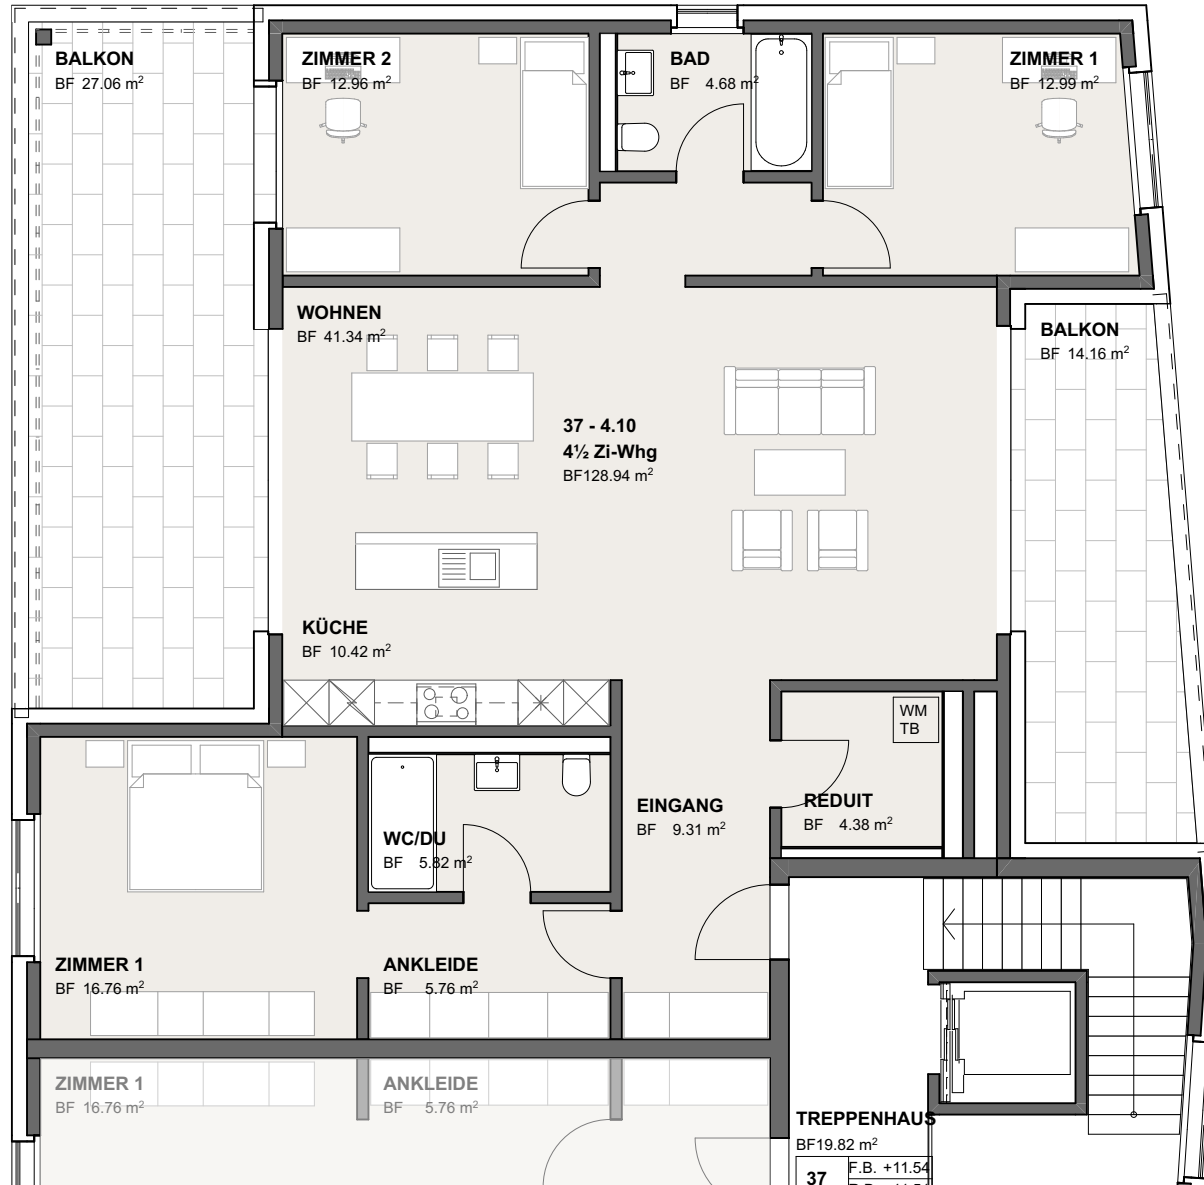 BALKON
BF 27.06 m²
ZIMMER 2
BF 12.96 m²
BAD
BF 4.68 m²
ZIMMER 1
BF 12.99 m²
WOHNEN
BF 41.34 m²
BALKON
BF 14.16 m²
37 - 4.10
4½ Zi-Whg
BF128.94 m²
KÜCHE
BF 10.42 m²
WM
TB
WC/DU
BF 5.82 m²
EINGANG
BF 9.31 m²
REDUIT
BF 4.38 m²
ZIMMER 1
BF 16.76 m²
ANKLEIDE
BF 5.76 m²
ZIMMER 1
BF 16.76 m²
ANKLEIDE
BF 5.76 m²
TREPPENHAUS
BF19.82 m²
37
F.B. +11.54